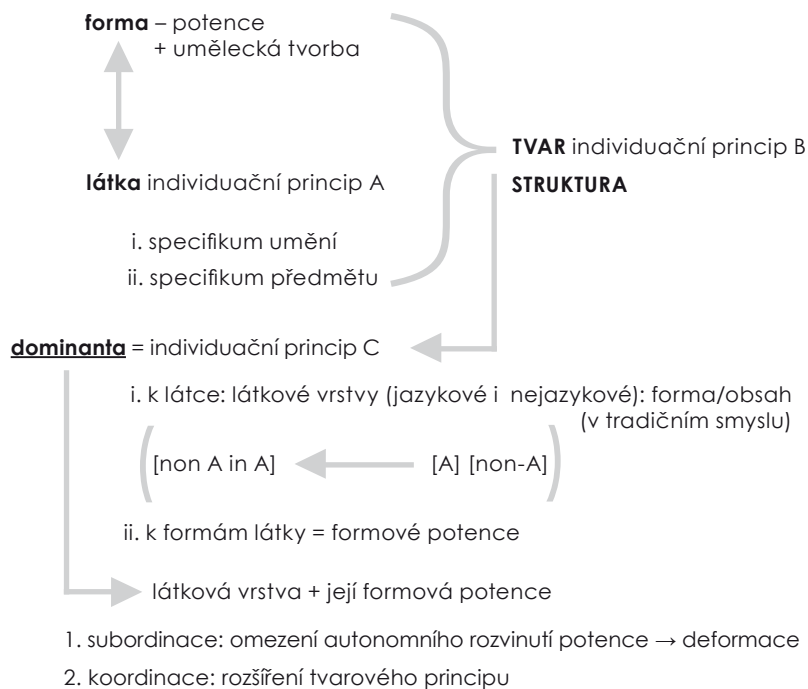 forma – potence
+ umělecká tvorba
TVAR individuační princip B
látka individuační princip A
STRUKTURA
i. specifikum umění
ii. specifikum předmětu
dominanta = individuační princip C
i. k látce: látkové vrstvy (jazykové i nejazykové): forma/obsah
(v tradičním smyslu)
[non A in A] [A] [non-A]
ii. k formám látky = formové potence
látková vrstva + její formová potence
1. subordinace: omezení autonomního rozvinutí potence → deformace
2. koordinace: rozšíření tvarového principu